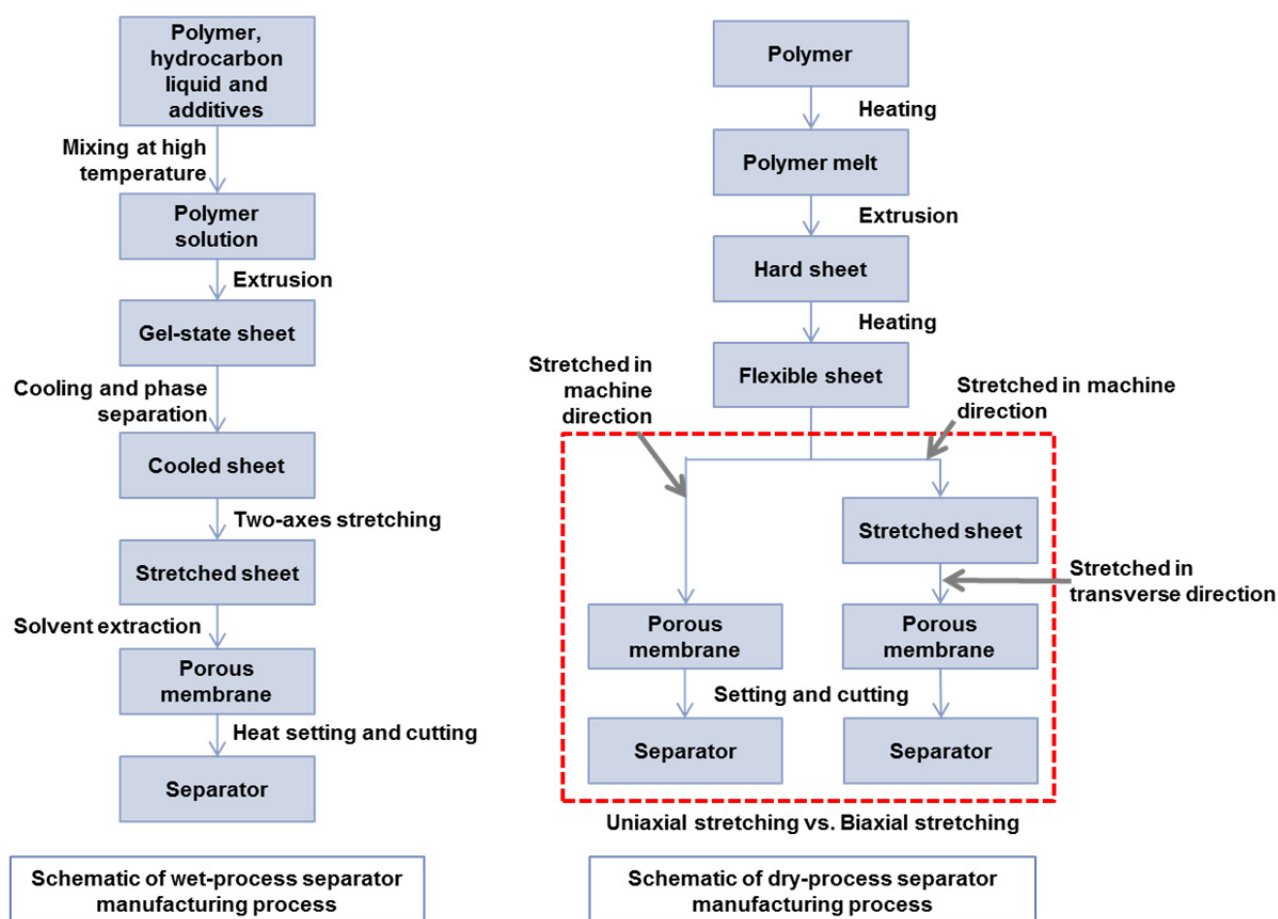 Polymer,
hydrocarbon
liquid and
additives
Mixing at high
temperature
Polymer
solution
Extrusion
Gel-state sheet
Cooling and phase
separation
Cooled sheet
Two-axes stretching
Stretched sheet
Solvent extraction
Porous
membrane
Heat setting and cutting
Separator
Schematic of wet-process separator
manufacturing process
Polymer
Heating
Polymer melt
Extrusion
Hard sheet
Heating
Flexible sheet
Stretched in
machine
direction
Stretched in machine
direction
Stretched sheet
Stretched in
transverse direction
Porous
membrane
Porous
membrane
Setting and cutting
Separator
Separator
Uniaxial stretching vs. Biaxial stretching
Schematic of dry-process separator
manufacturing process